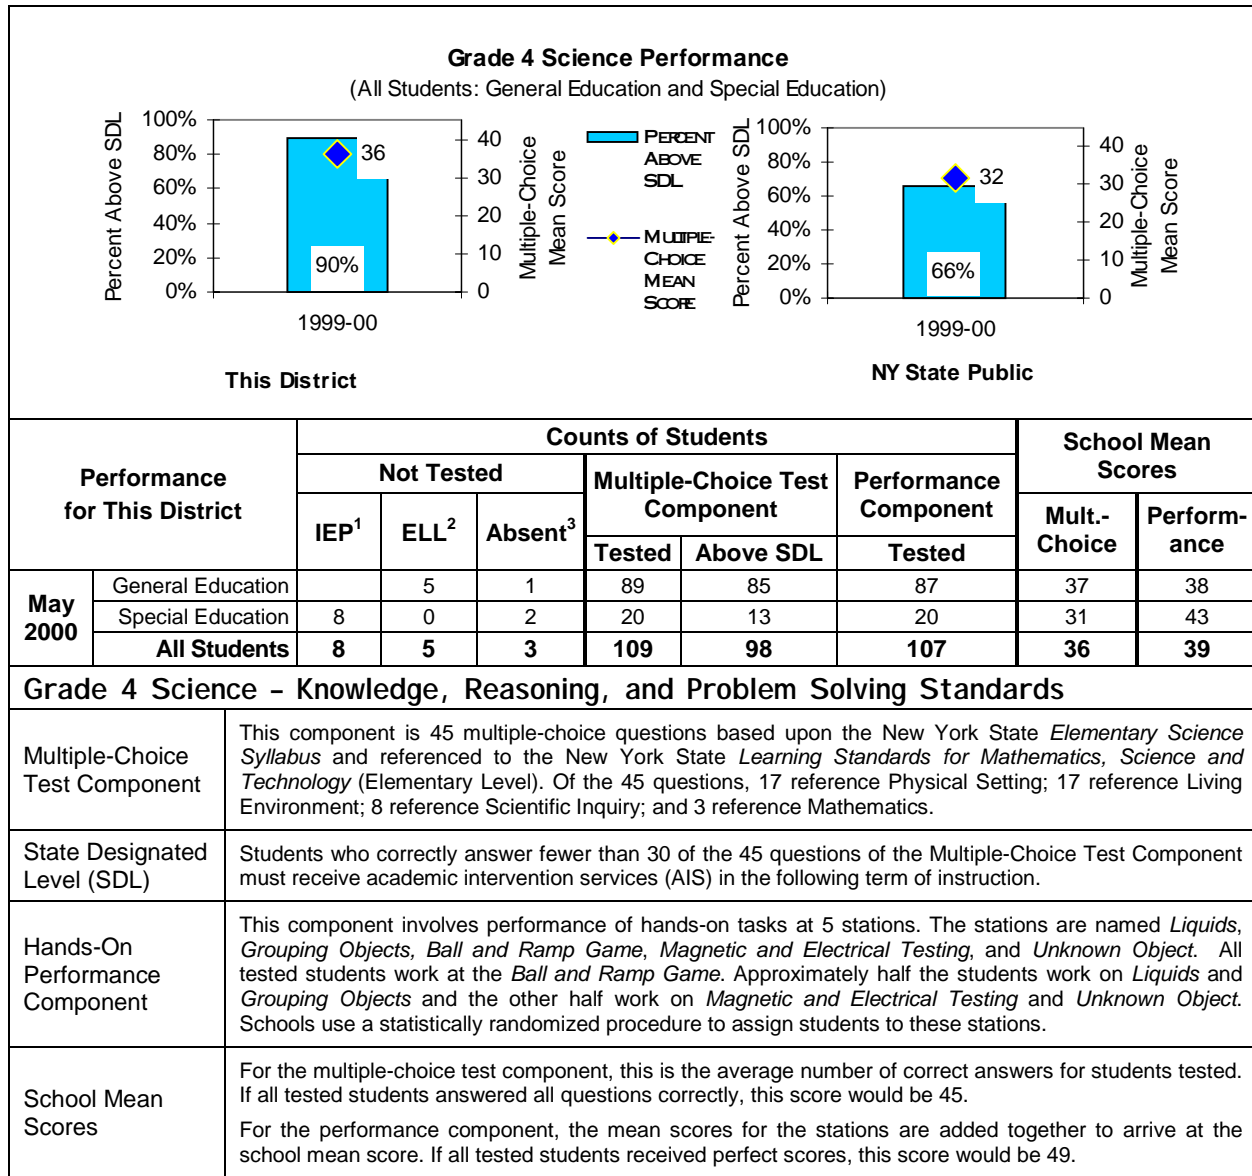 Grade 4 Science Performance
(All Students: General Education and Special Education)
Percent Above SDL
100%
80%
60%
40%
20%
0%
36
90%
1999-00
40
30
20
10
0
Multiple-Choice
Mean Score
This District
PERCENT
ABOVE
SDL
MULTIPLE-
CHOICE
MEAN
SCORE
Percent Above SDL
100%
80%
60%
40%
20%
0%
32
66%
1999-00
40
30
20
10
0
Multiple-Choice
Mean Score
NY State Public
Performance
for This District
Counts of Students
School Mean
Scores
Not Tested
Multiple-Choice Test
Component
Performance
Component
IEP¹ ELL² Absent³
Tested Above SDL Tested
Mult.-
Choice
Perform-
ance
May
2000
General Education 5 1 89 85 87 37 38
Special Education 8 0 2 20 13 20 31 43
All Students 8 5 3 109 98 107 36 39
Grade 4 Science – Knowledge, Reasoning, and Problem Solving Standards
Multiple-Choice
Test Component
This component is 45 multiple-choice questions based upon the New York State Elementary Science
Syllabus and referenced to the New York State Learning Standards for Mathematics, Science and
Technology (Elementary Level). Of the 45 questions, 17 reference Physical Setting; 17 reference Living
Environment; 8 reference Scientific Inquiry; and 3 reference Mathematics.
State Designated
Level (SDL)
Students who correctly answer fewer than 30 of the 45 questions of the Multiple-Choice Test Component
must receive academic intervention services (AIS) in the following term of instruction.
Hands-On
Performance
Component
This component involves performance of hands-on tasks at 5 stations. The stations are named Liquids,
Grouping Objects, Ball and Ramp Game, Magnetic and Electrical Testing, and Unknown Object. All
tested students work at the Ball and Ramp Game. Approximately half the students work on Liquids and
Grouping Objects and the other half work on Magnetic and Electrical Testing and Unknown Object.
Schools use a statistically randomized procedure to assign students to these stations.
School Mean
Scores
For the multiple-choice test component, this is the average number of correct answers for students tested.
If all tested students answered all questions correctly, this score would be 45.
For the performance component, the mean scores for the stations are added together to arrive at the
school mean score. If all tested students received perfect scores, this score would be 49.